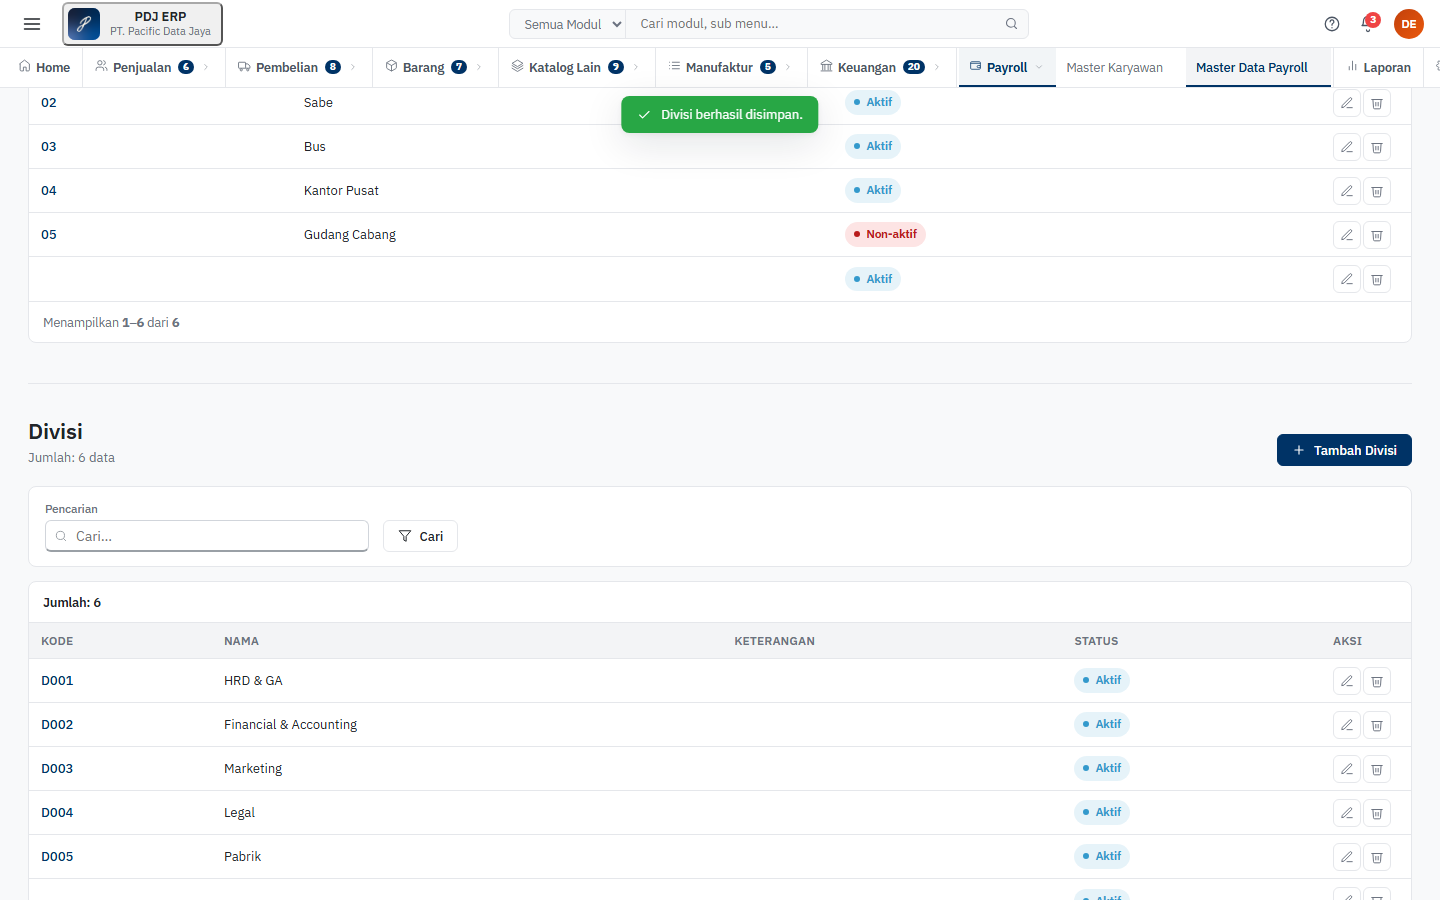 PDJ ERP
PT. Pacific Data Jaya
Semua Modul
Cari modul, sub menu...
3
DE
Home
Penjualan 6
Pembelian 8
Barang 7
Katalog Lain 9
Manufaktur 5
Keuangan 20
Payroll
Master Karyawan
Master Data Payroll
Laporan
02 Sabe Aktif
Divisi berhasil disimpan.
03 Bus Aktif
04 Kantor Pusat Aktif
05 Gudang Cabang Non-aktif
Aktif
Menampilkan 1–6 dari 6
Divisi
Jumlah: 6 data
Tambah Divisi
Pencarian
Cari...
Cari
Jumlah: 6
KODE NAMA KETERANGAN STATUS AKSI
D001 HRD & GA Aktif
D002 Financial & Accounting Aktif
D003 Marketing Aktif
D004 Legal Aktif
D005 Pabrik Aktif
Aktif